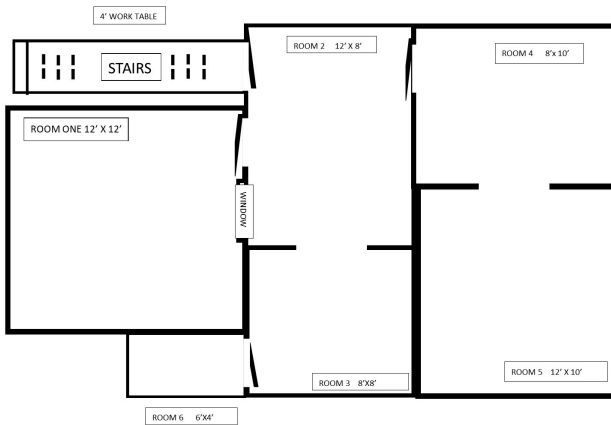 4' WORK TABLE
ROOM 2 12' X 8'
ROOM 4 8'x 10'
STAIRS
ROOM ONE 12' X 12'
WINDOW
ROOM 5 12' X 10'
ROOM 3 8'X8'
ROOM 6 6'X4'